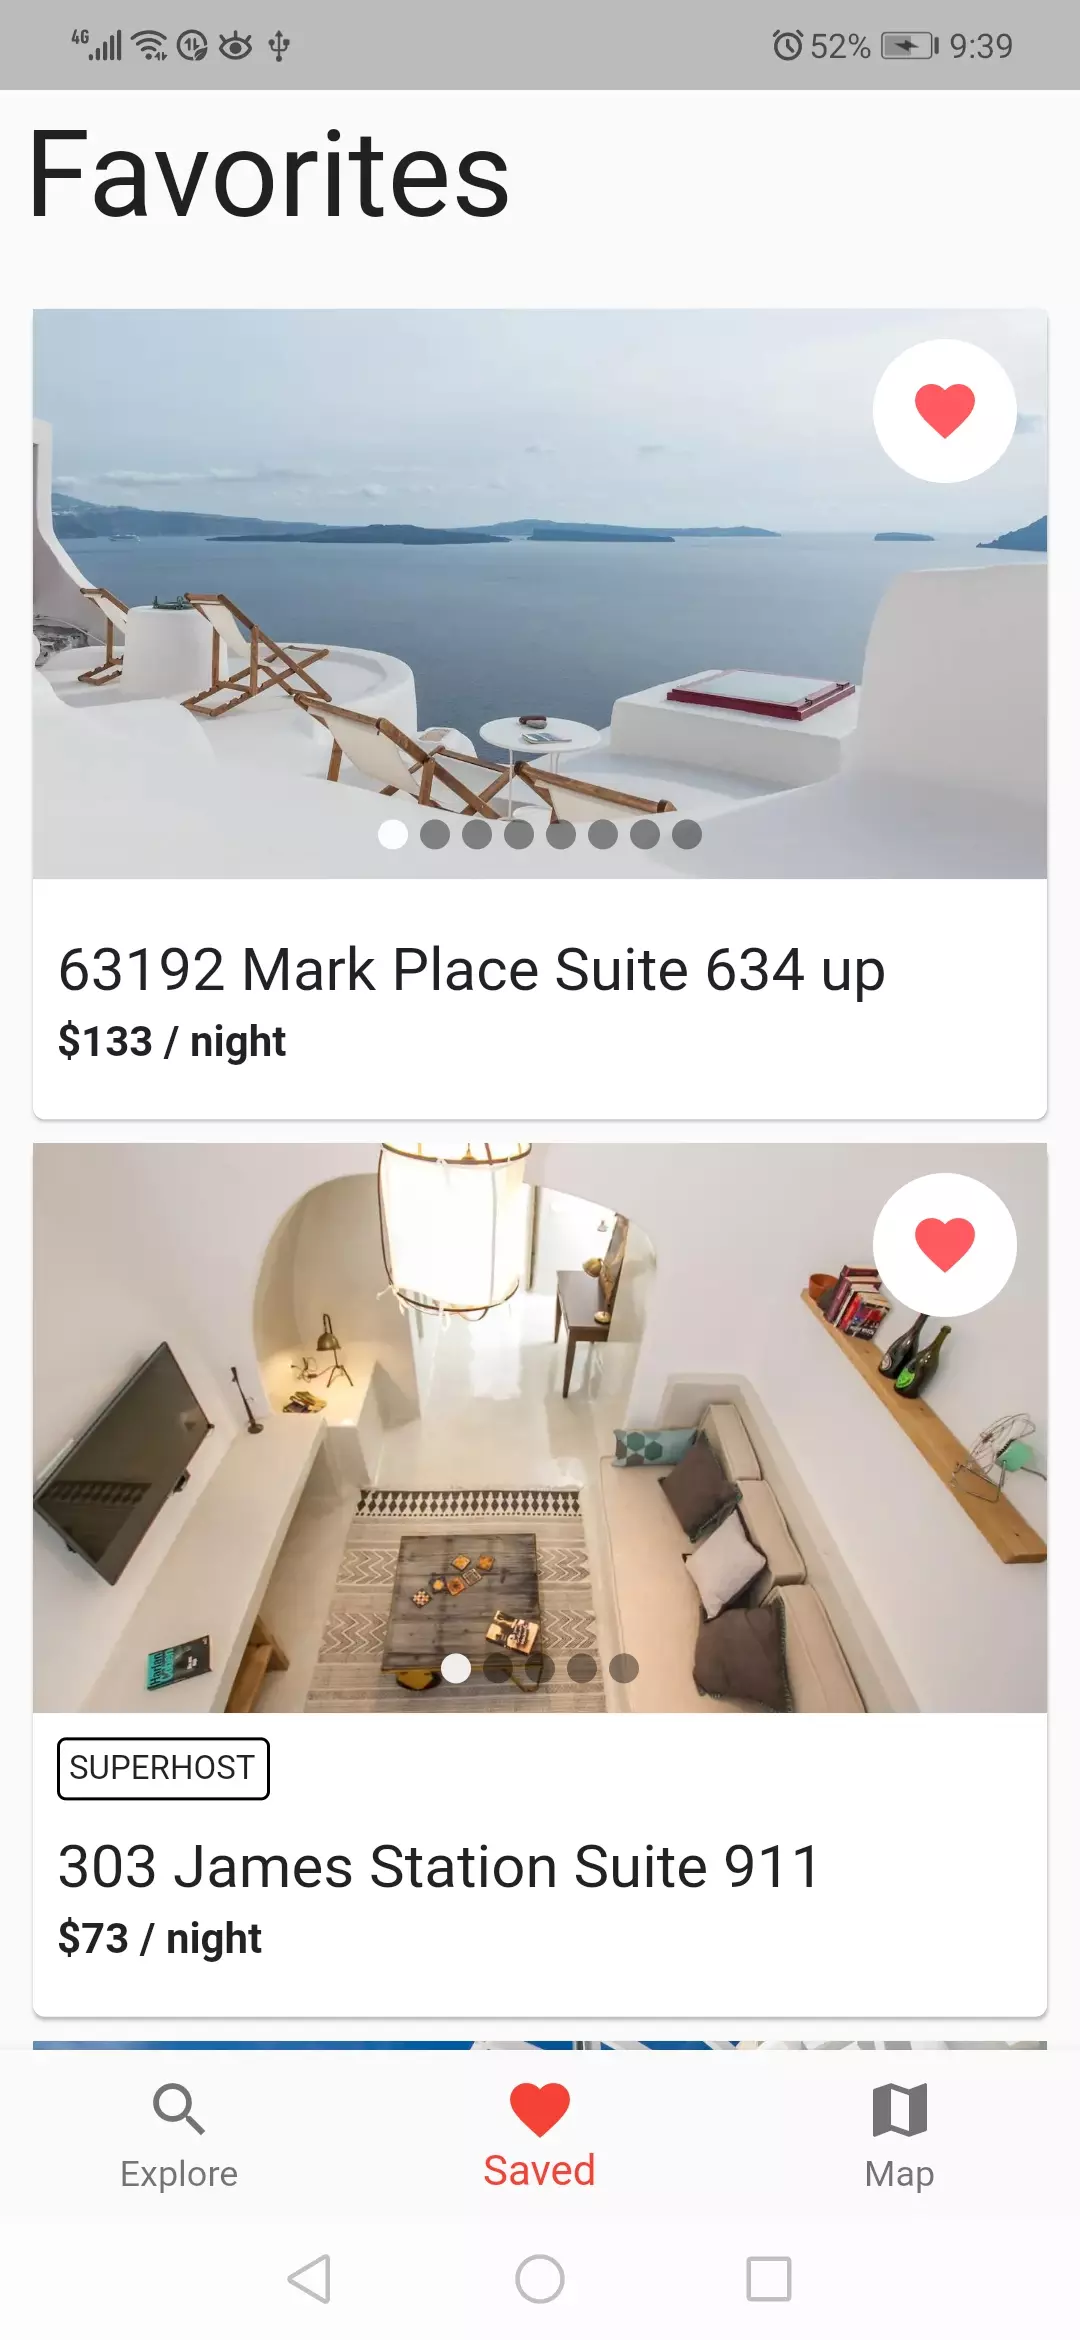 4G 52% 9:39
Favorites
63192 Mark Place Suite 634 up
$133 / night
Harlan
SUPERHOST
303 James Station Suite 911
$73 / night
Explore Saved Map